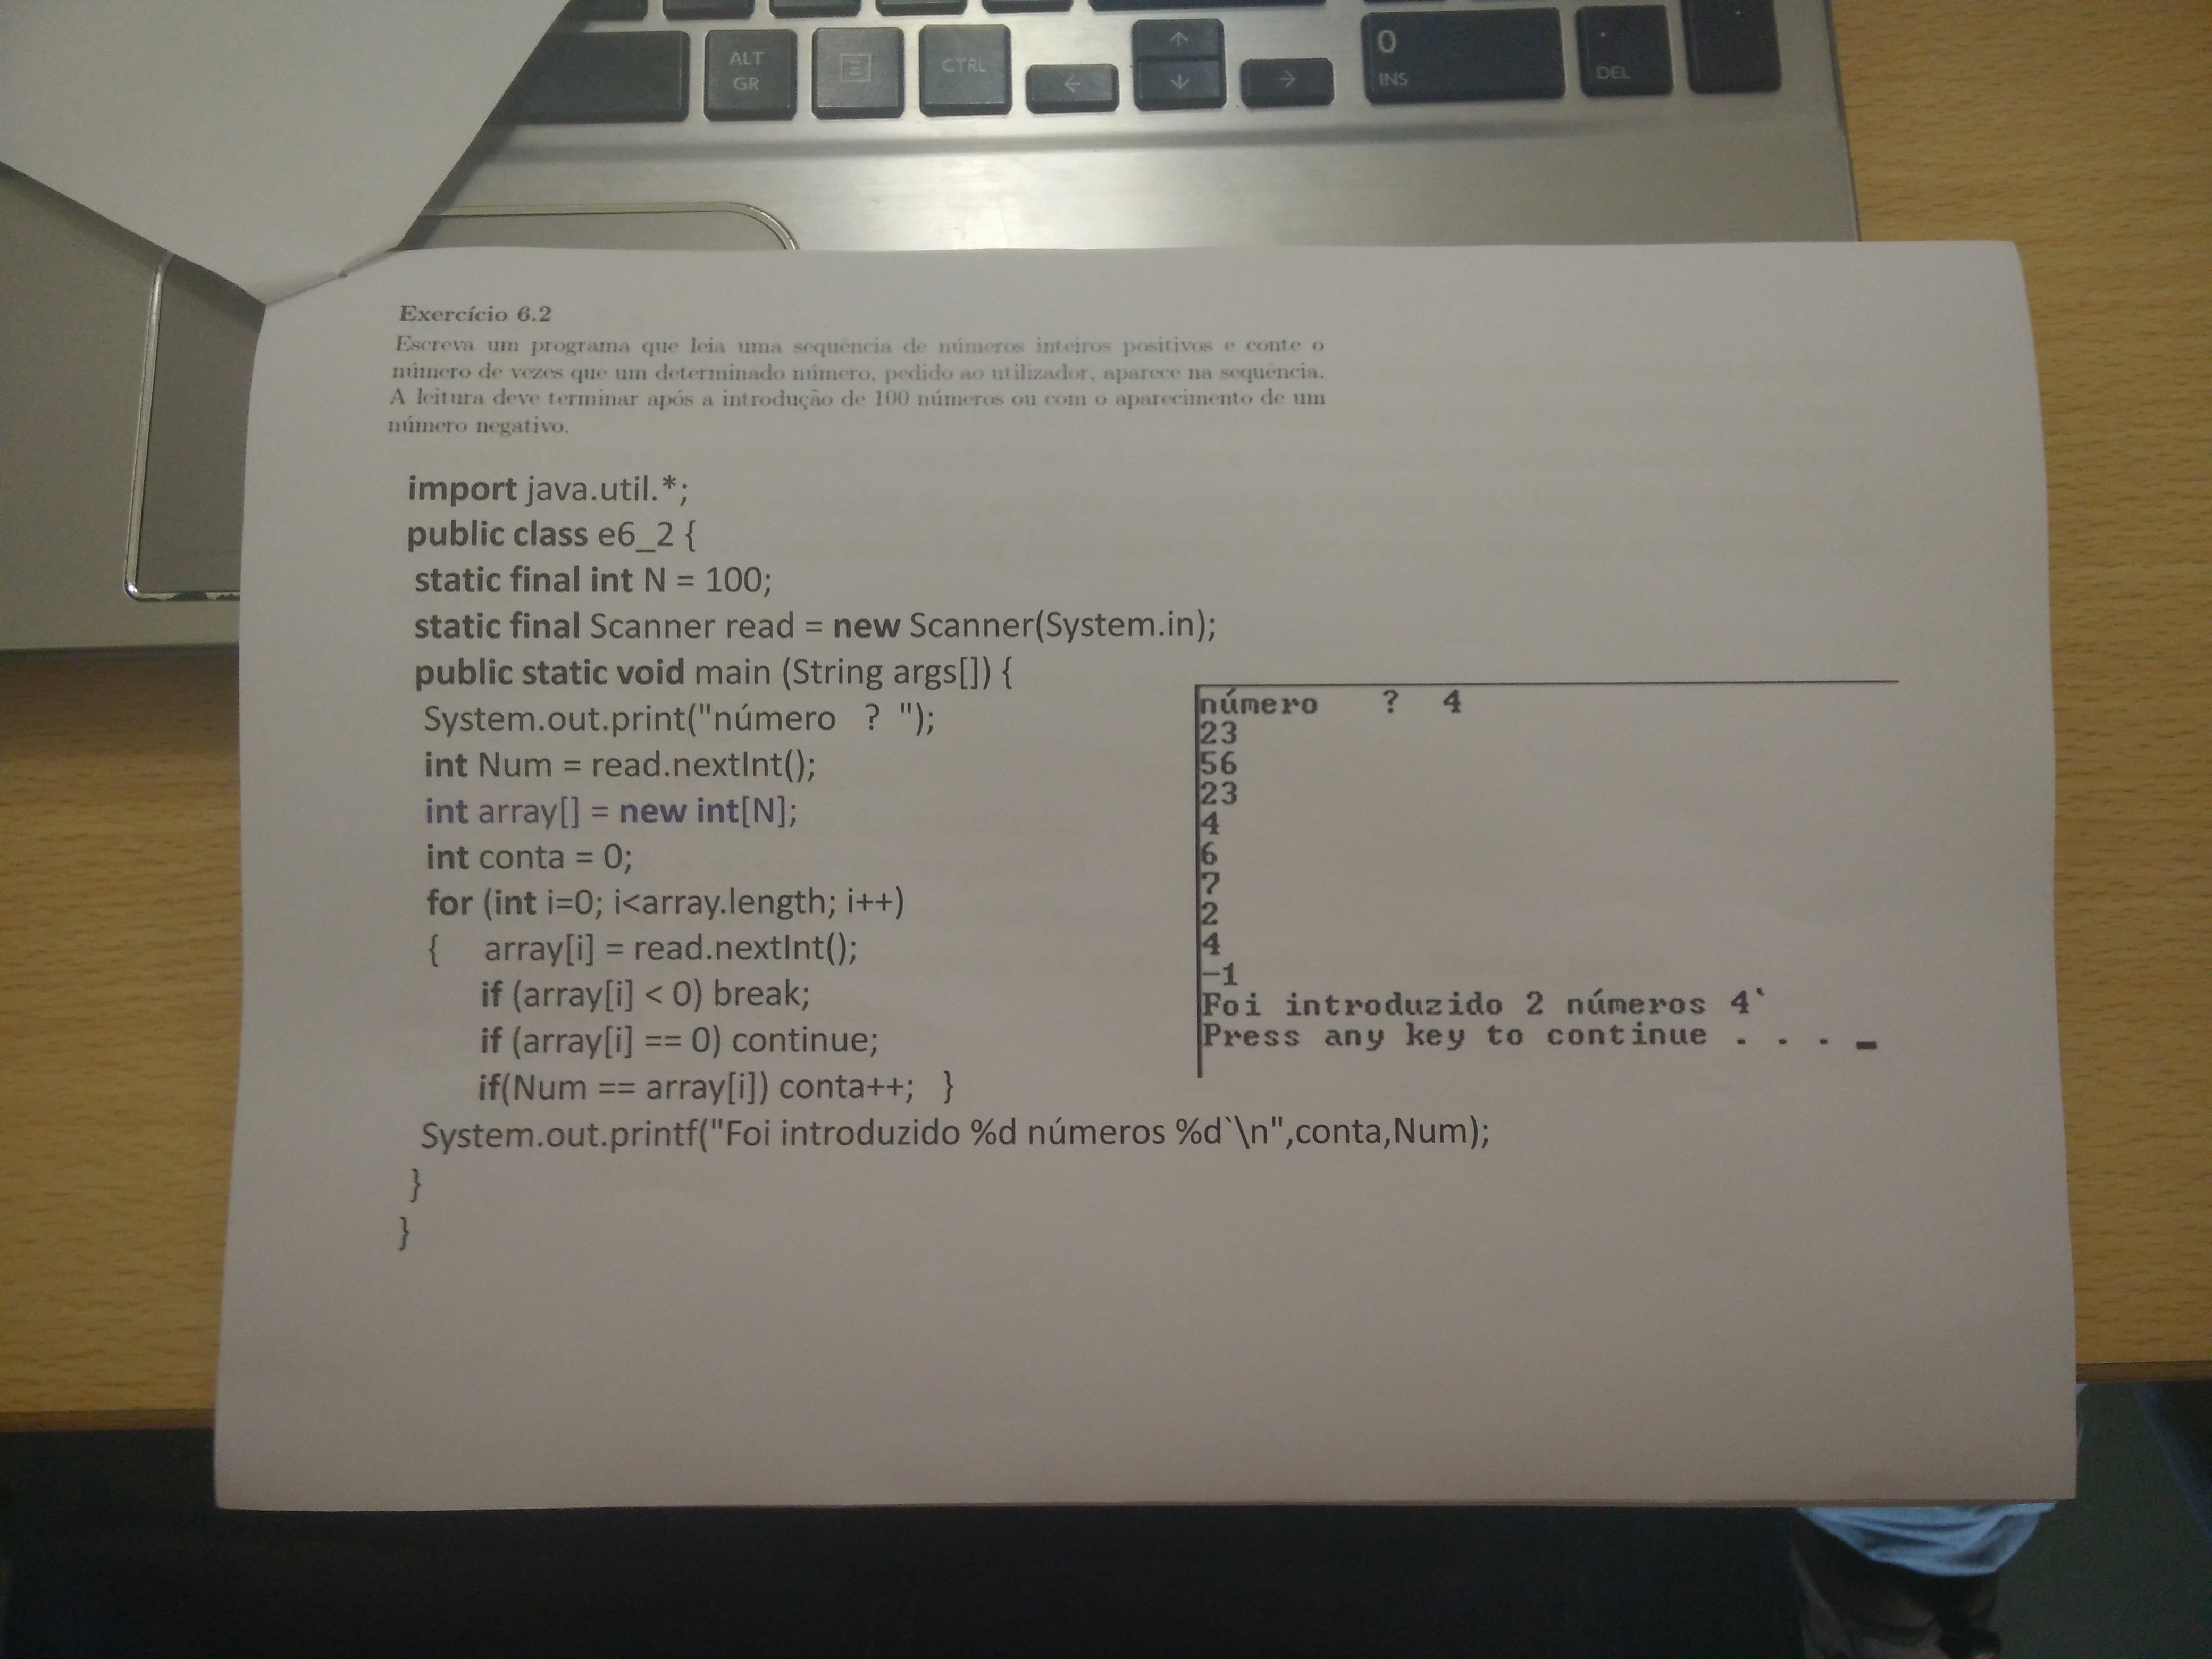 ALT GR
CTRL
0 INS
. DEL
Exercício 6.2
Escreva um programa que leia uma sequência de números inteiros positivos e conte o
número de vezes que um determinado número, pedido ao utilizador, aparece na sequência.
A leitura deve terminar após a introdução de 100 números ou com o aparecimento de um
número negativo.
import java.util.*;
public class e6_2 {
static final int N = 100;
static final Scanner read = new Scanner(System.in);
public static void main (String args[]) {
System.out.print("número   ?  ");
int Num = read.nextInt();
int array[] = new int[N];
int conta = 0;
for (int i=0; i<array.length; i++)
{ array[i] = read.nextInt();
if (array[i] < 0) break;
if (array[i] == 0) continue;
if(Num == array[i]) conta++; }
System.out.printf("Foi introduzido %d números %d`\n",conta,Num);
}
}
número ? 4
23
56
23
4
6
7
2
4
-1
Foi introduzido 2 números 4`
Press any key to continue . . . _